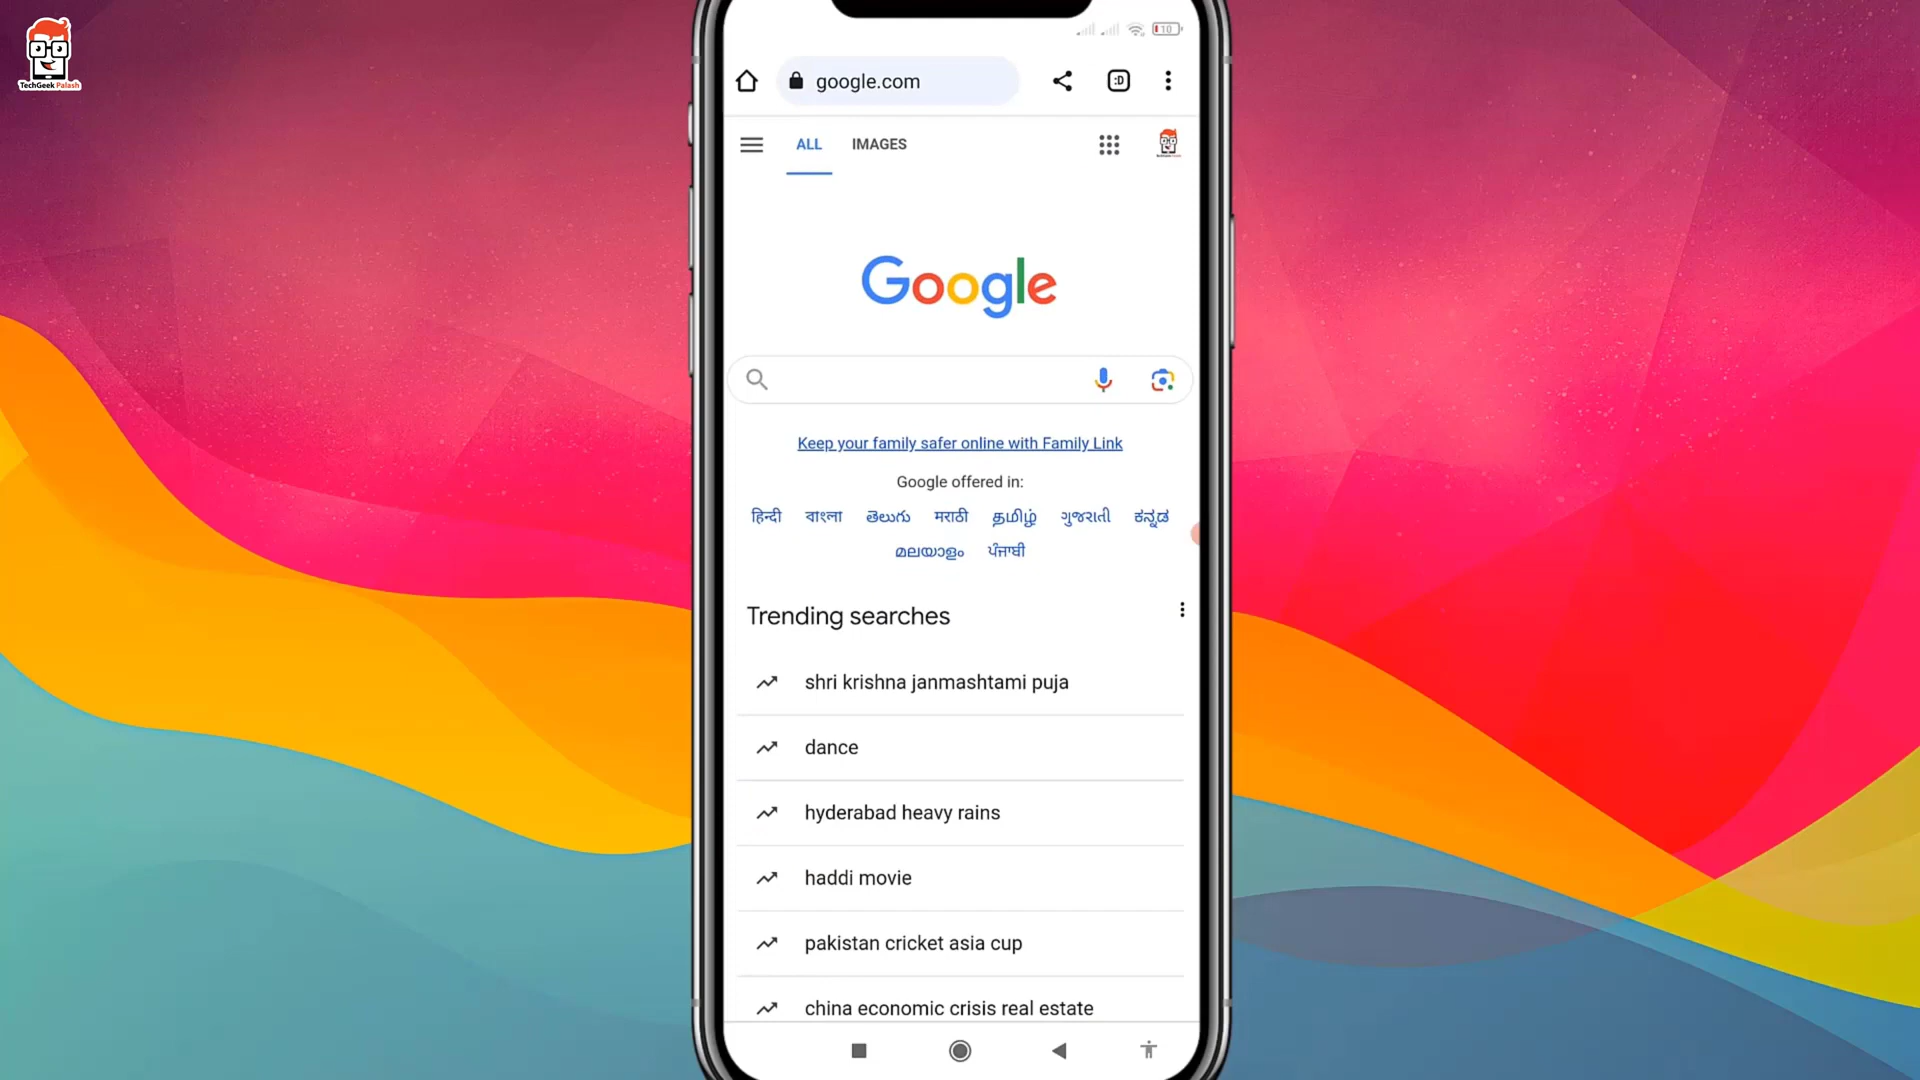 TechGeek Palash
10
google.com
:D
ALL IMAGES
Google
Keep your family safer online with Family Link
Google offered in:
हिन्दी বাংলা తెలుగు मराठी தமிழ் ગુજરાતી ಕನ್ನಡ
മലയാളം ਪੰਜਾਬੀ
Trending searches
shri krishna janmashtami puja
dance
hyderabad heavy rains
haddi movie
pakistan cricket asia cup
china economic crisis real estate